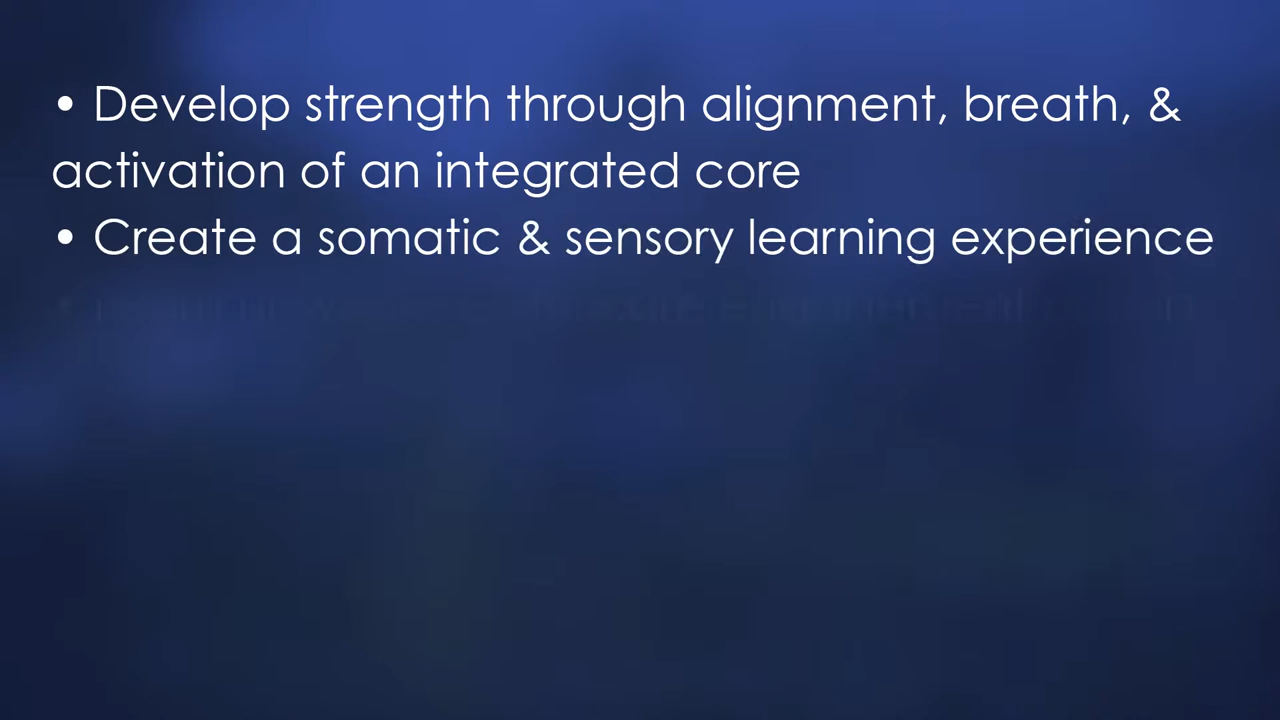 • Develop strength through alignment, breath, &
activation of an integrated core
• Create a somatic & sensory learning experience